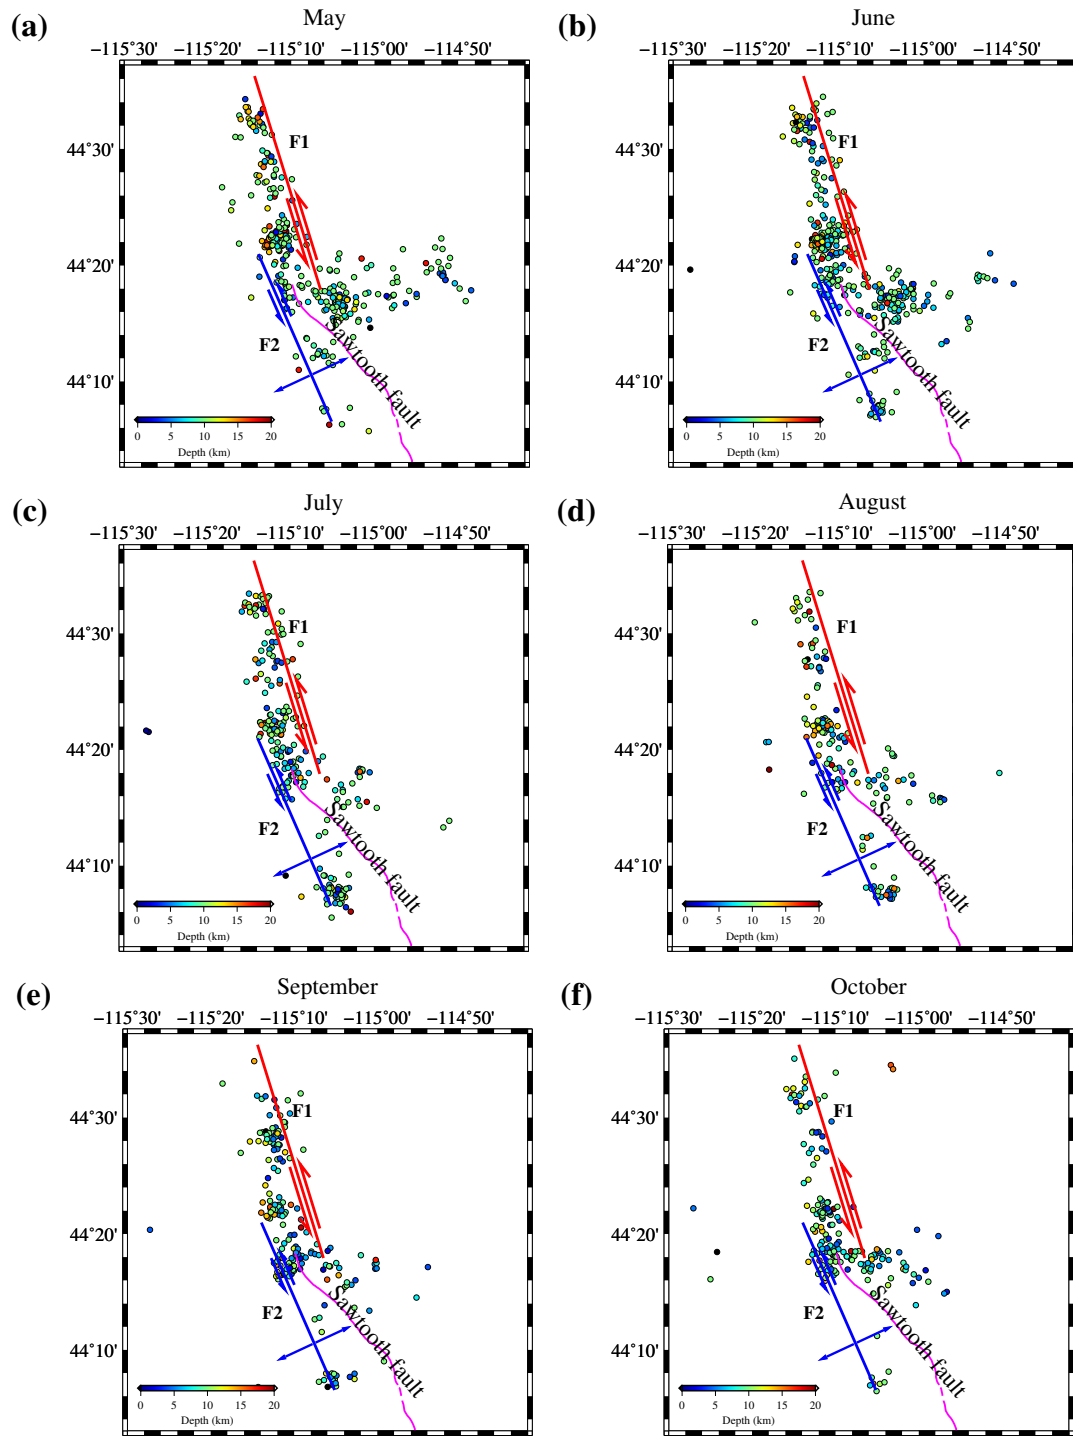 (a)
May
−115˚30' −115˚20' −115˚10' −115˚00' −114˚50'
44˚30'
44˚20'
44˚10'
F1
F2
Sawtooth fault
0 5 10 15 20
Depth (km)
(b)
June
−115˚30' −115˚20' −115˚10' −115˚00' −114˚50'
44˚30'
44˚20'
44˚10'
F1
F2
Sawtooth fault
0 5 10 15 20
Depth (km)
(c)
July
−115˚30' −115˚20' −115˚10' −115˚00' −114˚50'
44˚30'
44˚20'
44˚10'
F1
F2
Sawtooth fault
0 5 10 15 20
Depth (km)
(d)
August
−115˚30' −115˚20' −115˚10' −115˚00' −114˚50'
44˚30'
44˚20'
44˚10'
F1
F2
Sawtooth fault
0 5 10 15 20
Depth (km)
(e)
September
−115˚30' −115˚20' −115˚10' −115˚00' −114˚50'
44˚30'
44˚20'
44˚10'
F1
F2
Sawtooth fault
0 5 10 15 20
Depth (km)
(f)
October
−115˚30' −115˚20' −115˚10' −115˚00' −114˚50'
44˚30'
44˚20'
44˚10'
F1
F2
Sawtooth fault
0 5 10 15 20
Depth (km)